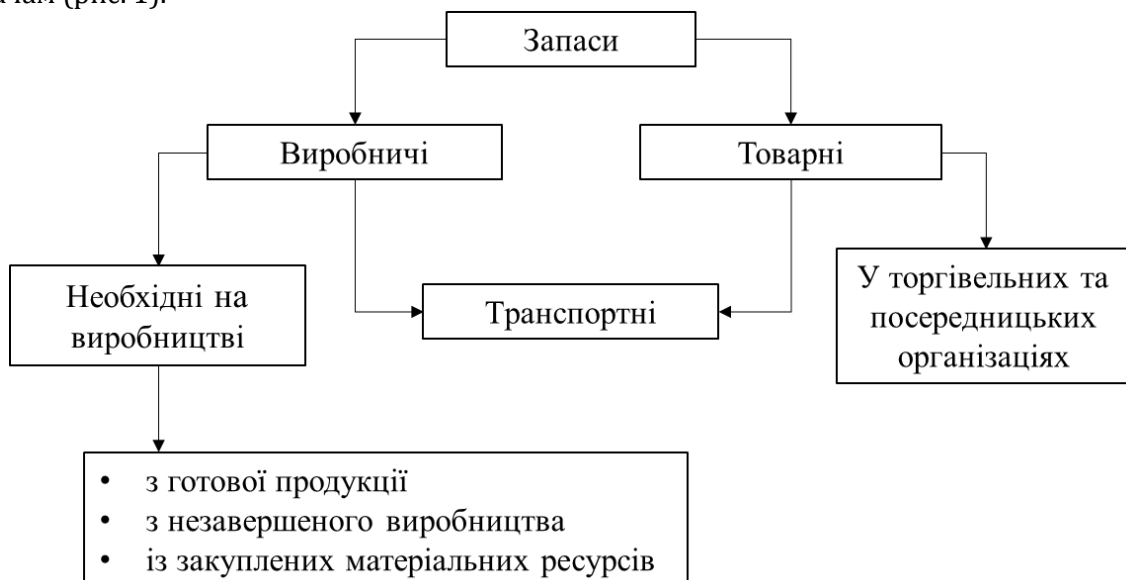 (рис. 1).
Запаси
Виробничі
Товарні
Необхідні на
виробництві
Транспортні
У торгівельних та
посередницьких
організаціях
• з готової продукції
• з незавершеного виробництва
• із закуплених матеріальних ресурсів